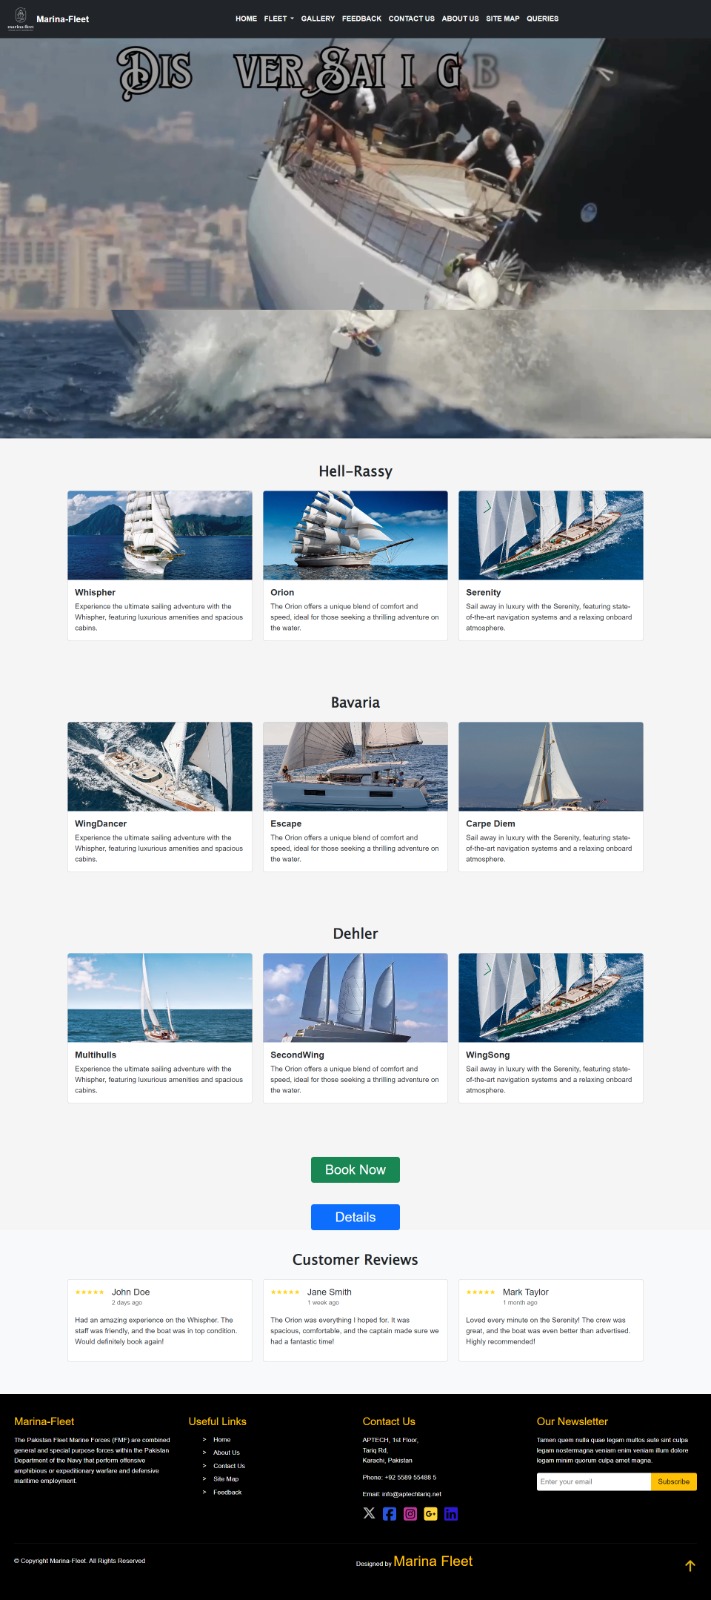 Marina-Fleet
HOME FLEET GALLERY FEEDBACK CONTACT US ABOUT US SITE MAP QUERIES
DIS VER SAI I G B
Hell-Rassy
Whispher
Experience the ultimate sailing adventure with the
Whispher, featuring luxurious amenities and spacious
cabins.
Orion
The Orion offers a unique blend of comfort and
speed, ideal for those seeking a thrilling adventure on
the water.
Serenity
Sail away in luxury with the Serenity, featuring state-
of-the-art navigation systems and a relaxing onboard
atmosphere.
Bavaria
WingDancer
Experience the ultimate sailing adventure with the
Whispher, featuring luxurious amenities and spacious
cabins.
Escape
The Orion offers a unique blend of comfort and
speed, ideal for those seeking a thrilling adventure on
the water.
Carpe Diem
Sail away in luxury with the Serenity, featuring state-
of-the-art navigation systems and a relaxing onboard
atmosphere.
Dehler
Multihulls
Experience the ultimate sailing adventure with the
Whispher, featuring luxurious amenities and spacious
cabins.
SecondWing
The Orion offers a unique blend of comfort and
speed, ideal for those seeking a thrilling adventure on
the water.
WingSong
Sail away in luxury with the Serenity, featuring state-
of-the-art navigation systems and a relaxing onboard
atmosphere.
Book Now
Details
Customer Reviews
★★★★★ John Doe
2 days ago
Had an amazing experience on the Whispher. The
staff was friendly, and the boat was in top condition.
Would definitely book again!
★★★★★ Jane Smith
1 week ago
The Orion was everything I hoped for. It was
spacious, comfortable, and the captain made sure we
had a fantastic time!
★★★★★ Mark Taylor
1 month ago
Loved every minute on the Serenity! The crew was
great, and the boat was even better than advertised.
Highly recommended!
Marina-Fleet
The Pakistan Fleet Marine Forces (FMF) are combined
general and special purpose forces within the Pakistan
Department of the Navy that perform offensive
amphibious or expeditionary warfare and defensive
maritime employment.
Useful Links
> Home
> About Us
> Contact Us
> Site Map
> Feedback
Contact Us
APTECH, 1st Floor,
Tariq Rd,
Karachi, Pakistan
Phone: +92 5589 55488 5
Email: info@aptechtariq.net
Our Newsletter
Tamen quem nulla quae legam multos aute sint culpa
legam nostermagna veniam enim veniam illum dolore
legam minim quorum culpa amet magna.
Enter your email Subscribe
© Copyright Marina-Fleet. All Rights Reserved
Designed by Marina Fleet